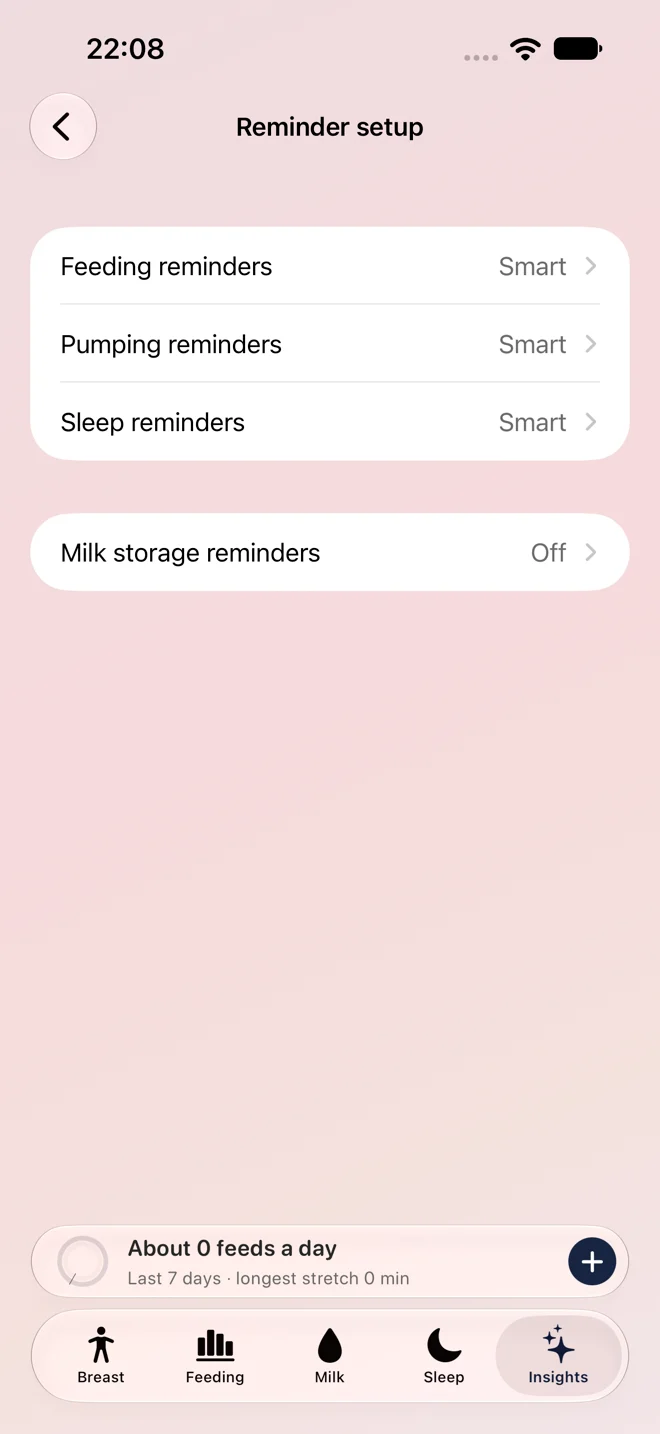 22:08
Reminder setup
Feeding reminders Smart
Pumping reminders Smart
Sleep reminders Smart
Milk storage reminders Off
About 0 feeds a day
Last 7 days · longest stretch 0 min
Breast Feeding Milk Sleep Insights